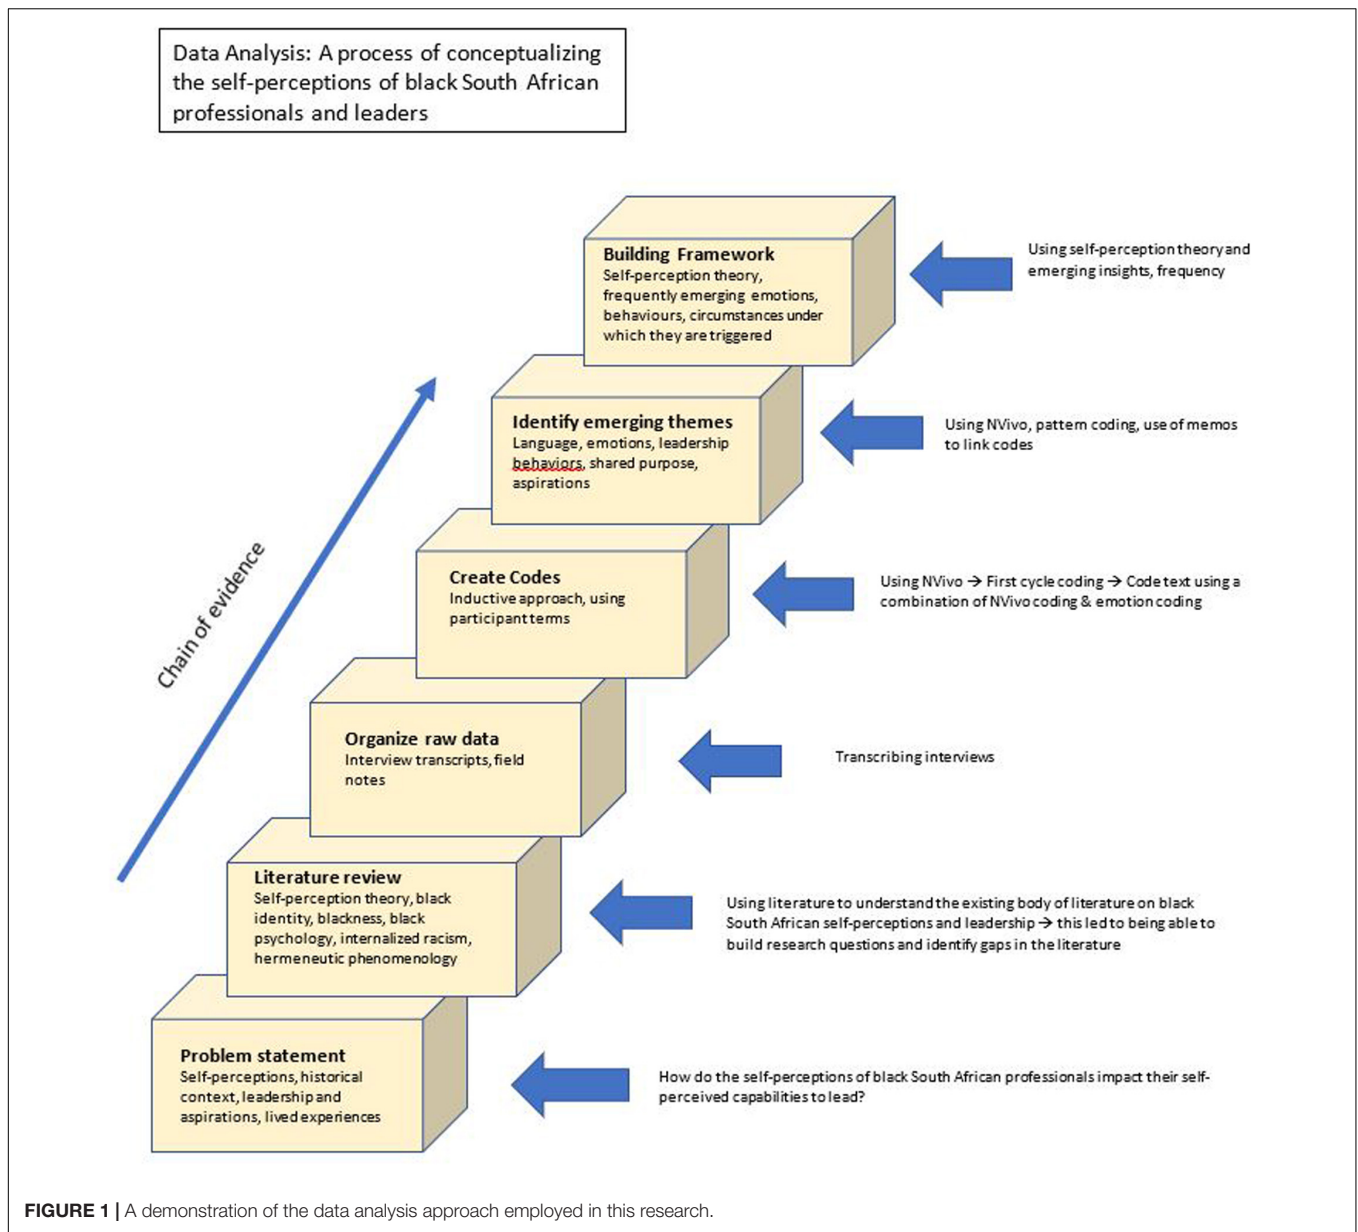 Data Analysis: A process of conceptualizing
the self-perceptions of black South African
professionals and leaders
Building Framework
Self-perception theory,
frequently emerging emotions,
behaviours, circumstances under
which they are triggered
Using self-perception theory and
emerging insights, frequency
Identify emerging themes
Language, emotions, leadership
behaviors, shared purpose,
aspirations
Using NVivo, pattern coding, use of memos
to link codes
Create Codes
Inductive approach, using
participant terms
Using NVivo → First cycle coding → Code text using a
combination of NVivo coding & emotion coding
Chain of evidence
Organize raw data
Interview transcripts, field
notes
Transcribing interviews
Literature review
Self-perception theory, black
identity, blackness, black
psychology, internalized racism,
hermeneutic phenomenology
Using literature to understand the existing body of literature on black
South African self-perceptions and leadership → this led to being able to
build research questions and identify gaps in the literature
Problem statement
Self-perceptions, historical
context, leadership and
aspirations, lived experiences
How do the self-perceptions of black South African professionals impact their self-
perceived capabilities to lead?
FIGURE 1 | A demonstration of the data analysis approach employed in this research.